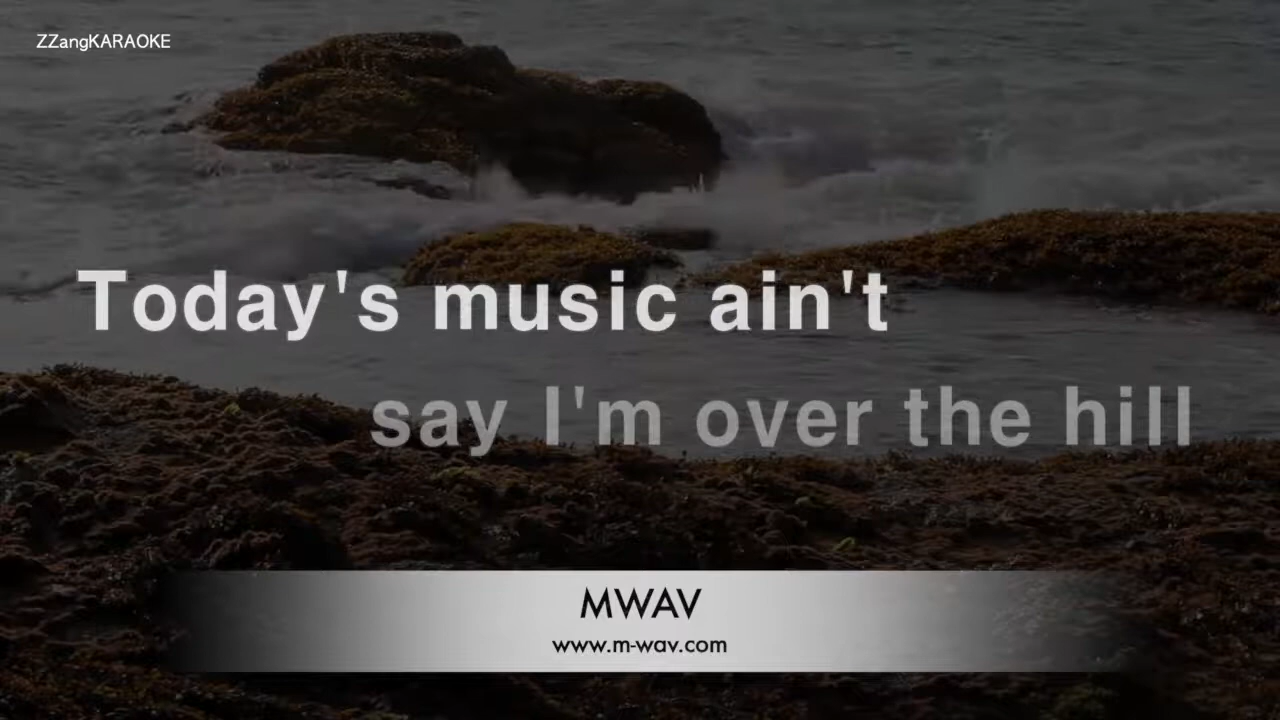 ZZangKARAOKE
Today's music ain't
say I'm over the hill
MWAV
www.m-wav.com